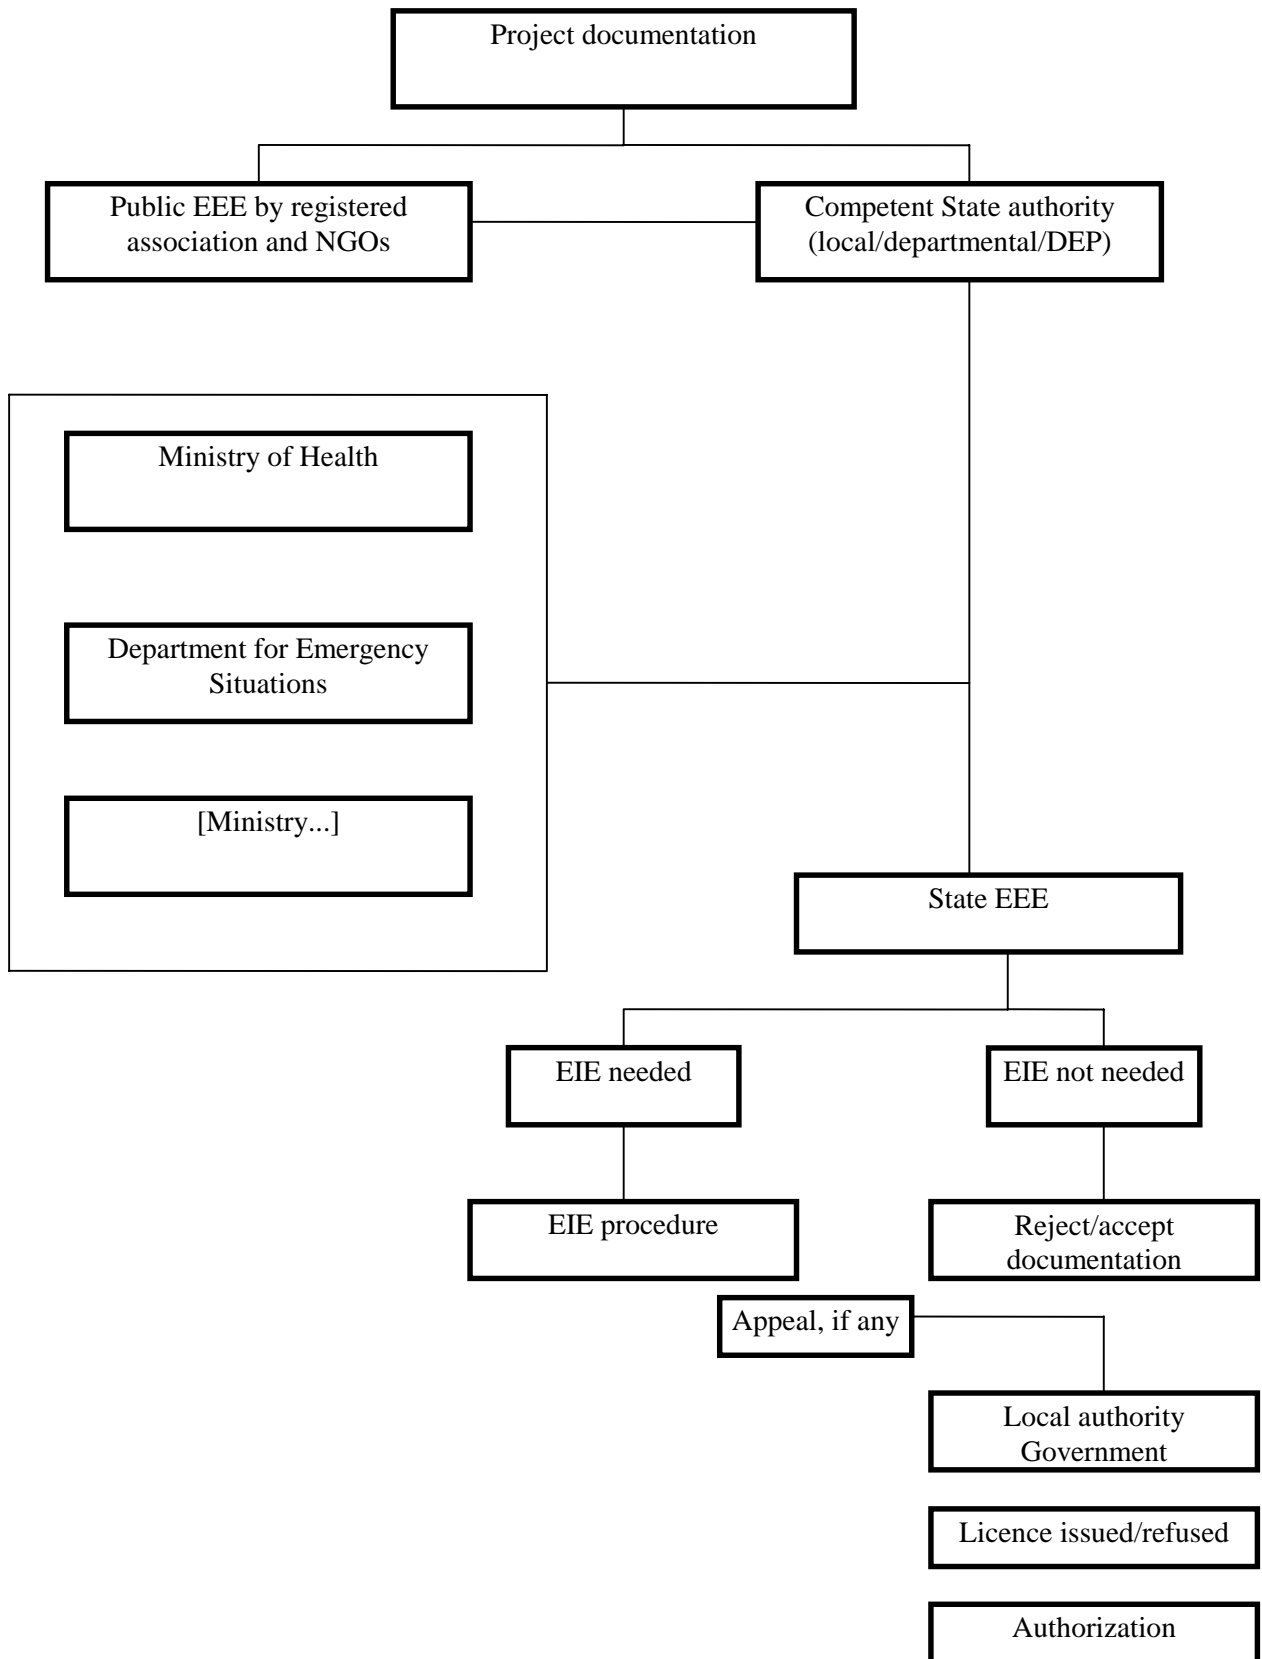 Project documentation
Public EEE by registered
association and NGOs
Competent State authority
(local/departmental/DEP)
Ministry of Health
Department for Emergency
Situations
[Ministry...]
State EEE
EIE needed
EIE not needed
EIE procedure
Reject/accept
documentation
Appeal, if any
Local authority
Government
Licence issued/refused
Authorization